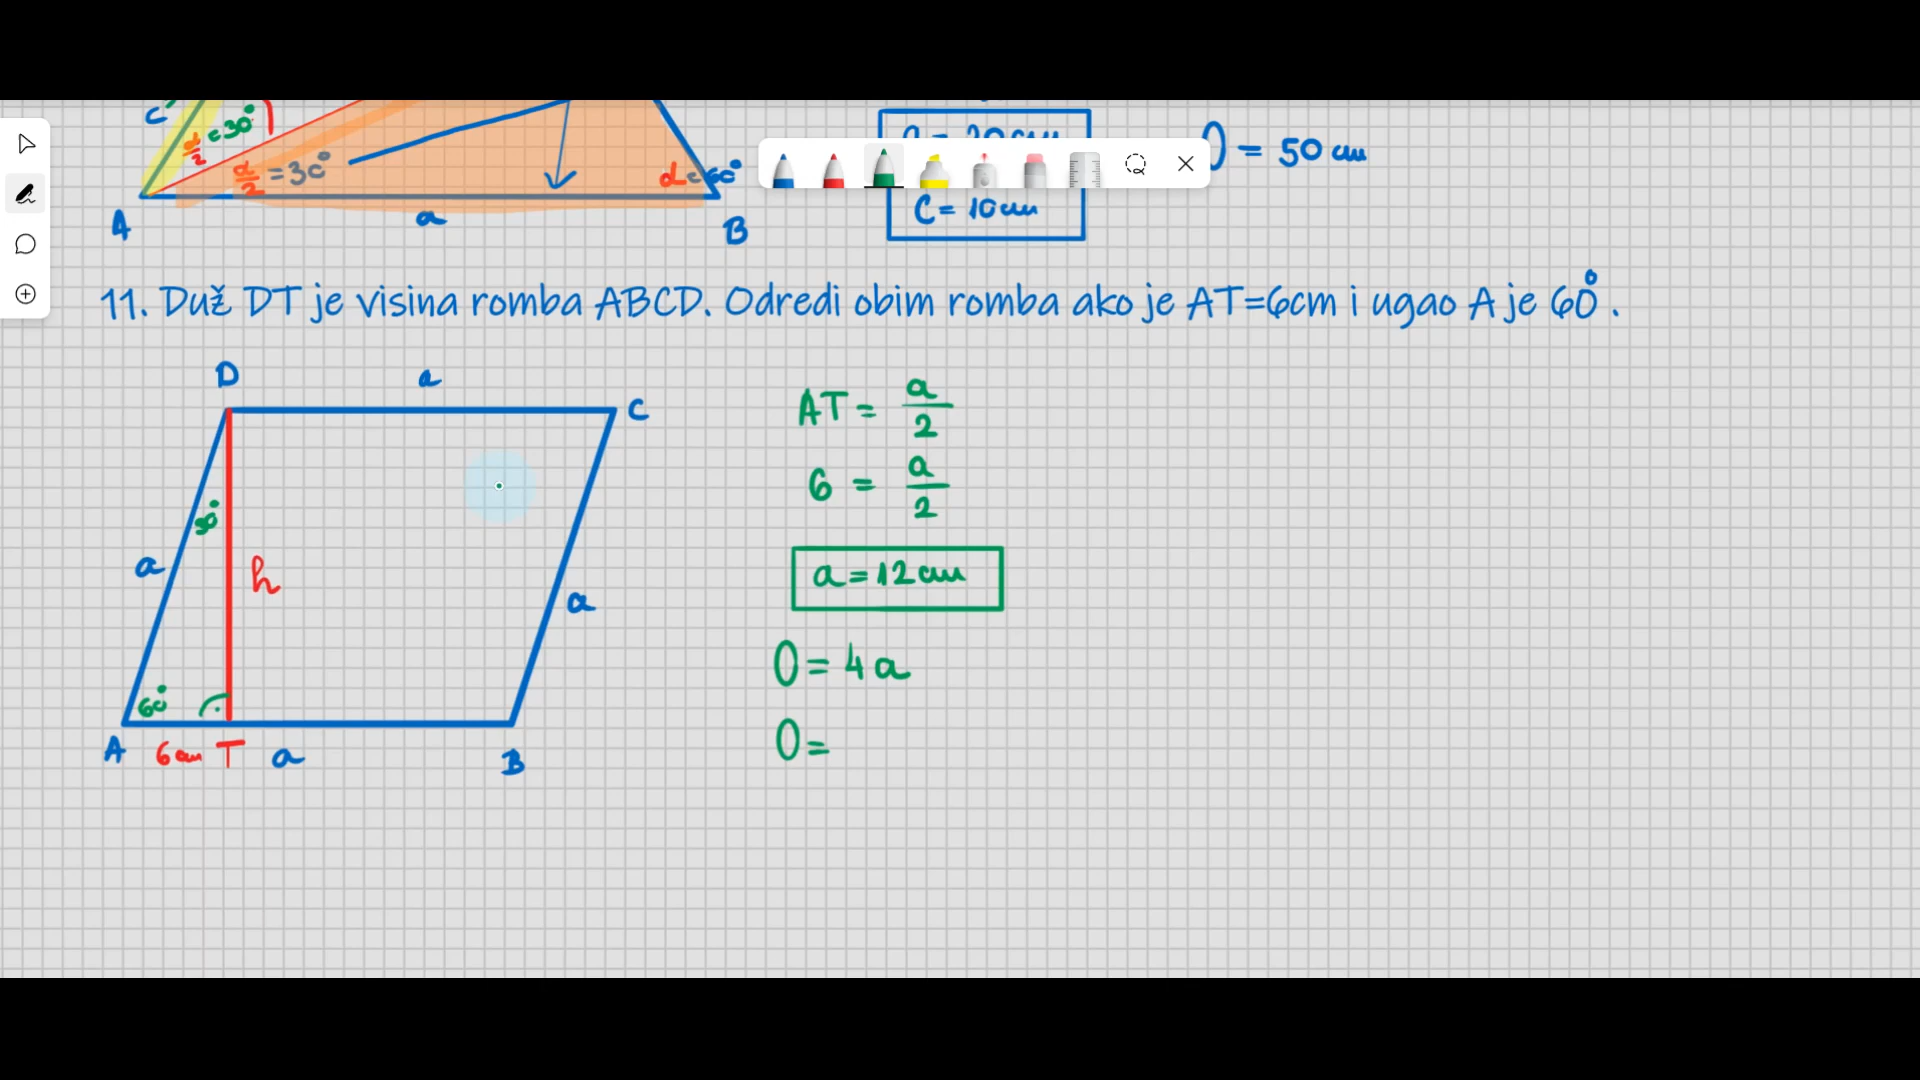 C
α/2 = 30°
α/2 = 30°
α = 60°
A
a
B
O = 50 cm
C = 10 cm
11. Duž DT je visina romba ABCD. Odredi obim romba ako je AT=6cm i ugao A je 60°.
D
a
C
30°
a
h
a
60°
A
6 cm
T
a
B
AT = a/2
6 = a/2
a = 12 cm
O = 4a
O =